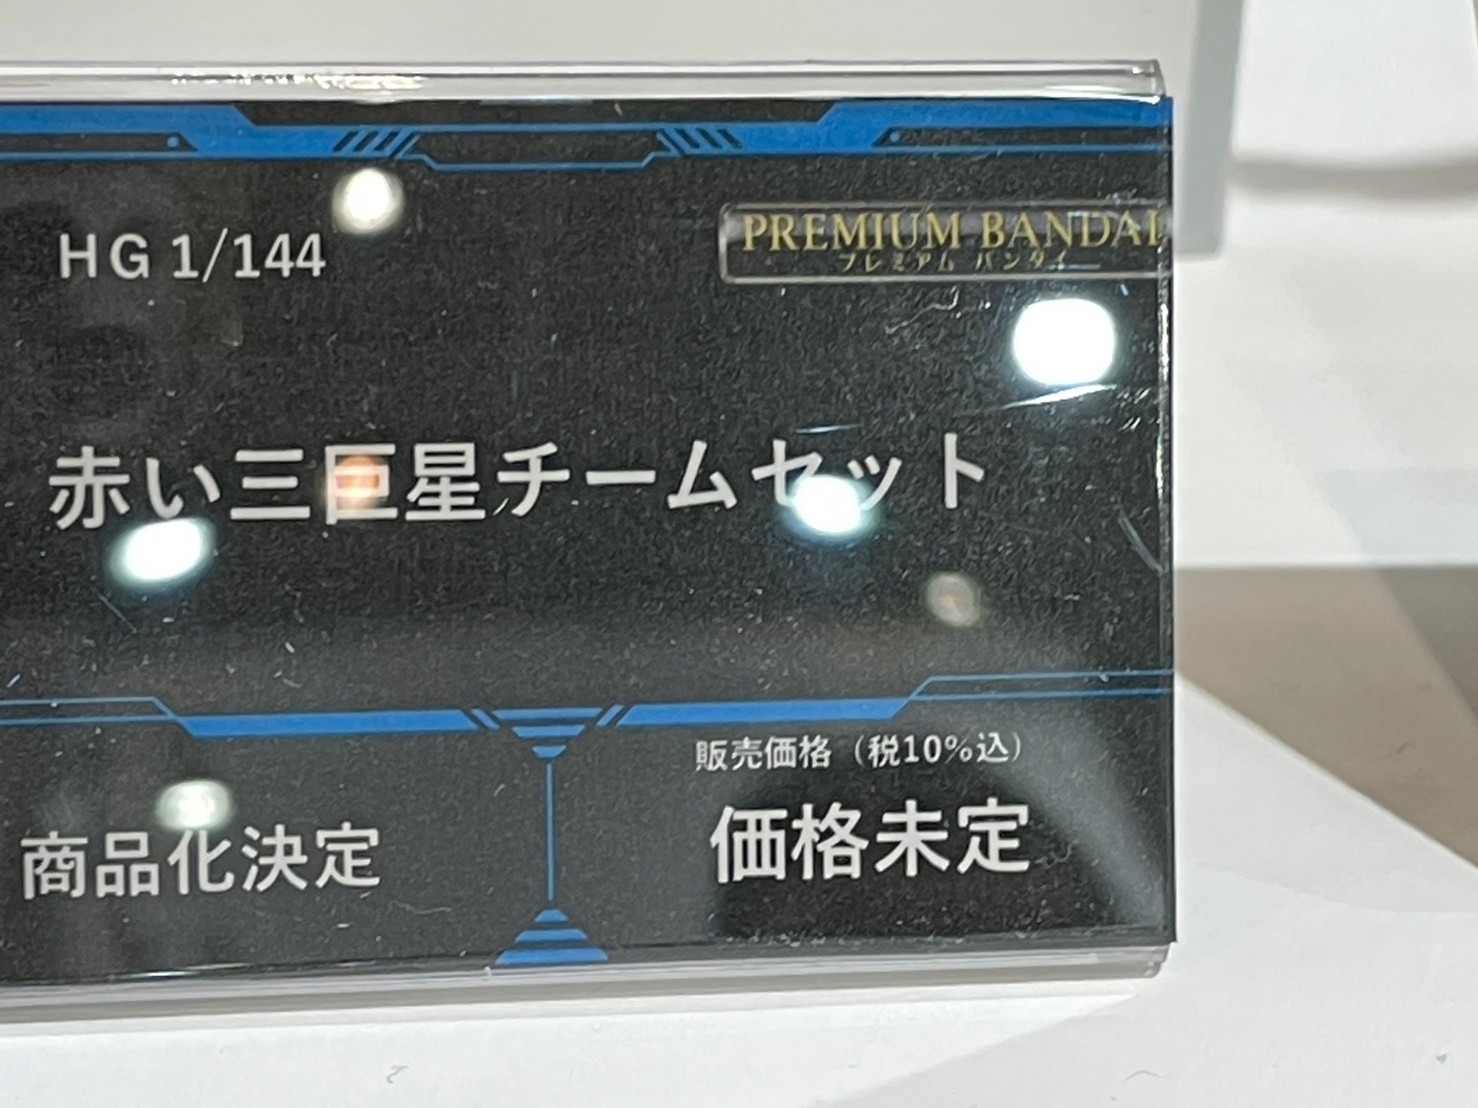 HG 1/144
PREMIUM BANDAI
プレミアム バンダイ
赤い三巨星チームセット
販売価格（税10%込）
商品化決定
価格未定